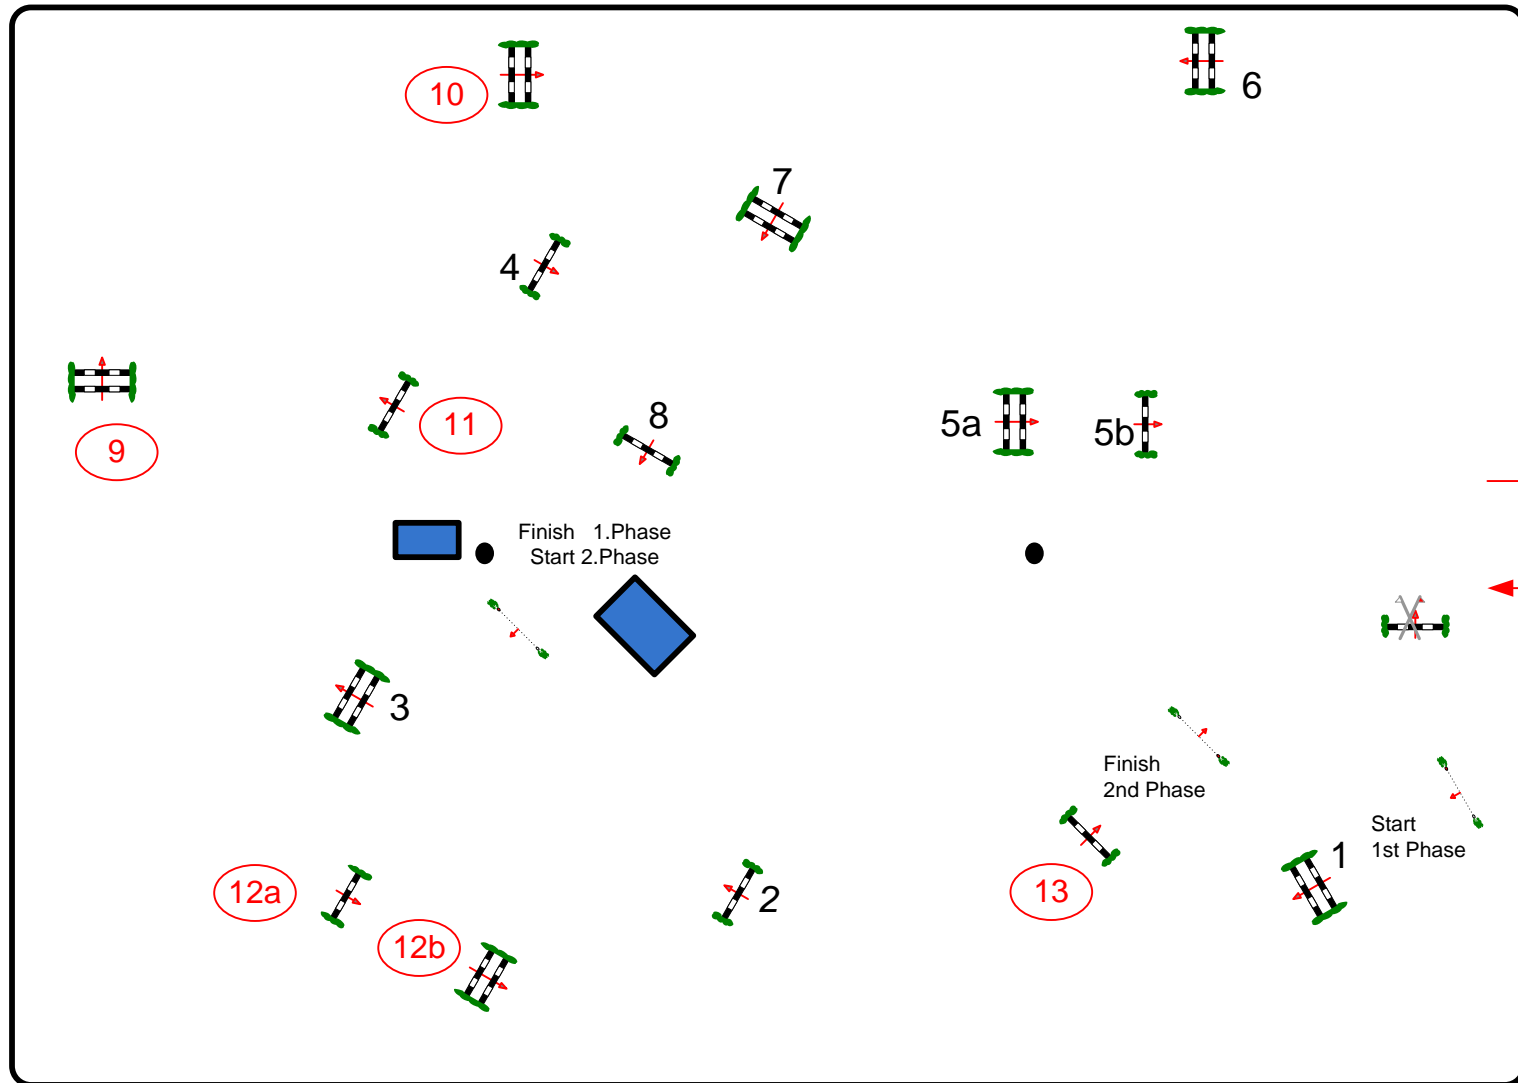 10
6
7
4
8
5a
5b
11
9
Finish 1.Phase
Start 2.Phase
3
Finish
2nd Phase
Start
1st Phase
1
12a
2
13
12b